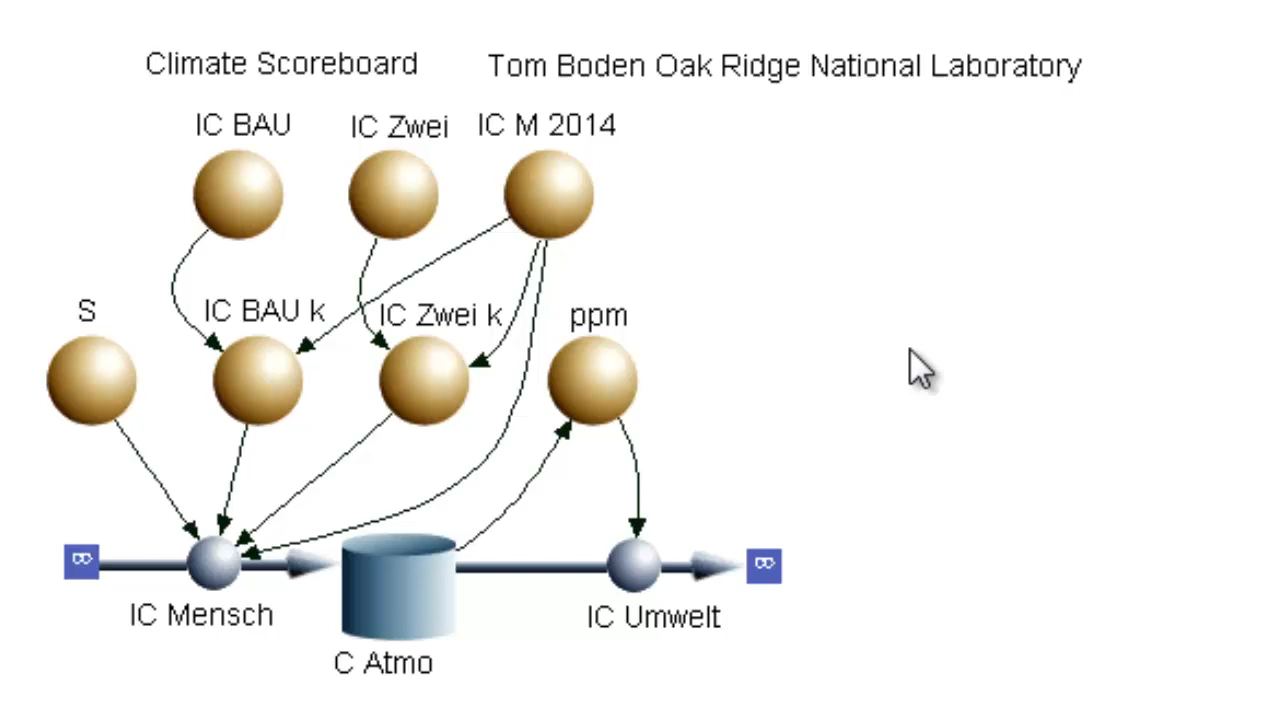 Climate Scoreboard
Tom Boden Oak Ridge National Laboratory
IC BAU
IC Zwei
IC M 2014
S
IC BAU k
IC Zwei k
ppm
IC Mensch
IC Umwelt
C Atmo